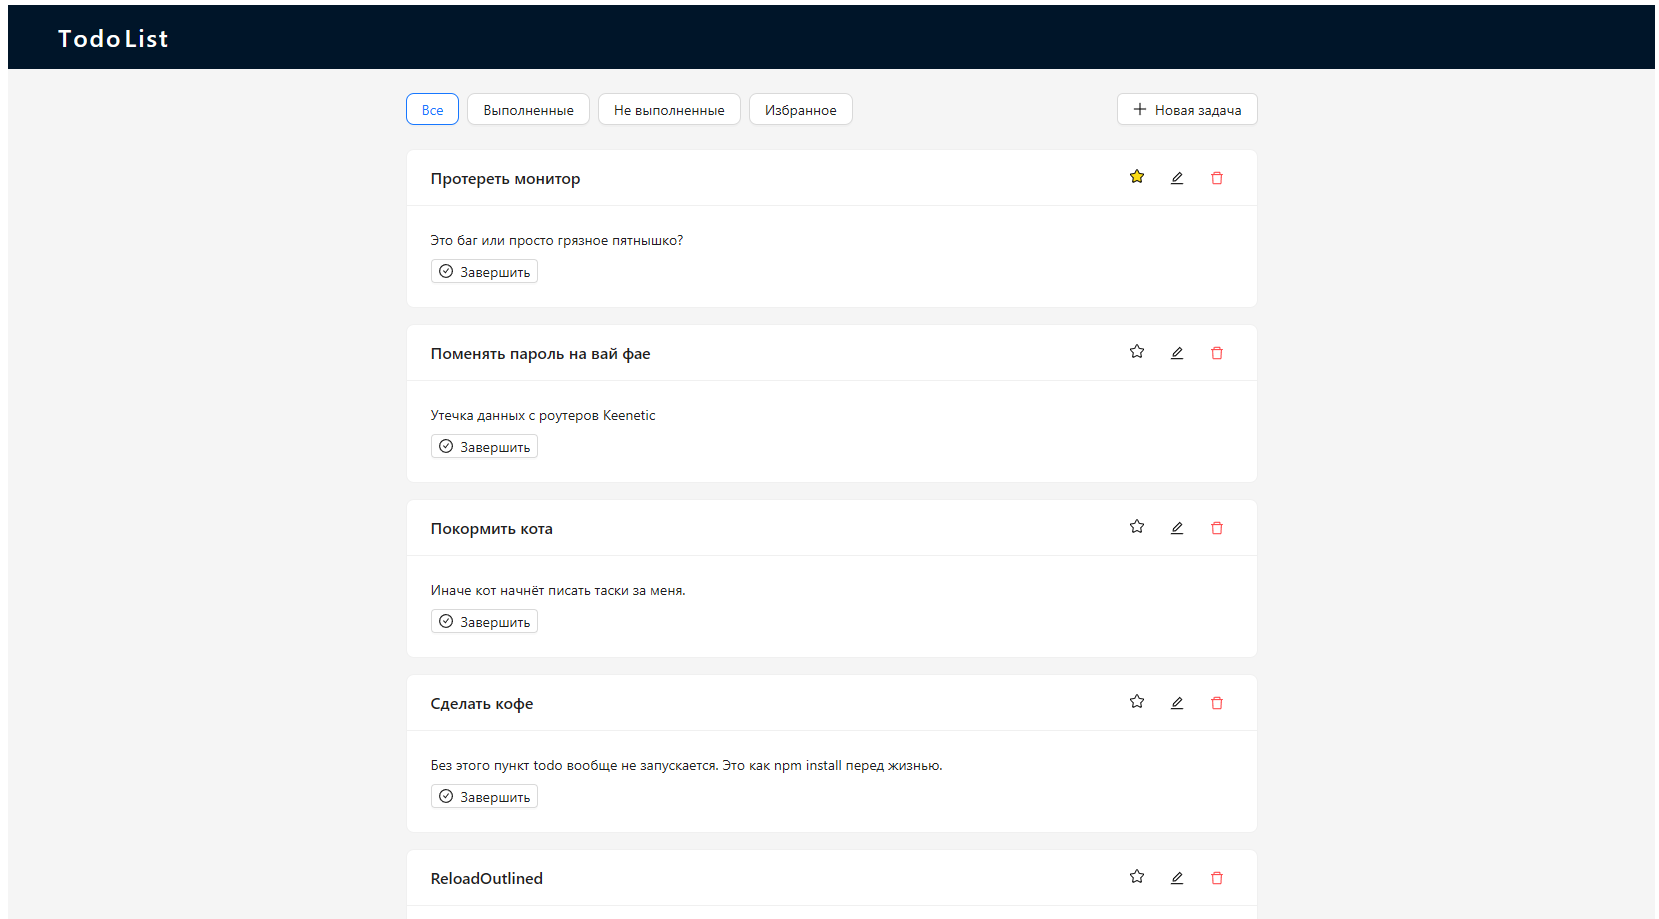 Todo List
Все
Выполненные
Не выполненные
Избранное
Новая задача
Протереть монитор
Это баг или просто грязное пятнышко?
Завершить
Поменять пароль на вай фае
Утечка данных с роутеров Keenetic
Завершить
Покормить кота
Иначе кот начнёт писать таски за меня.
Завершить
Сделать кофе
Без этого пункт todo вообще не запускается. Это как npm install перед жизнью.
Завершить
ReloadOutlined